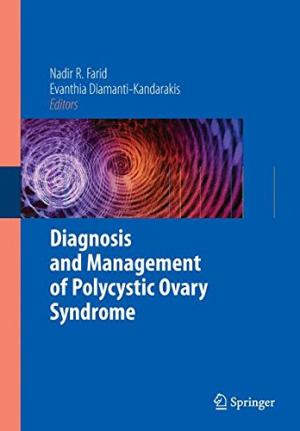 Nadir R. Farid
Evanthia Diamanti-Kandarakis
Editors
Diagnosis
and Management
of Polycystic Ovary
Syndrome
Springer